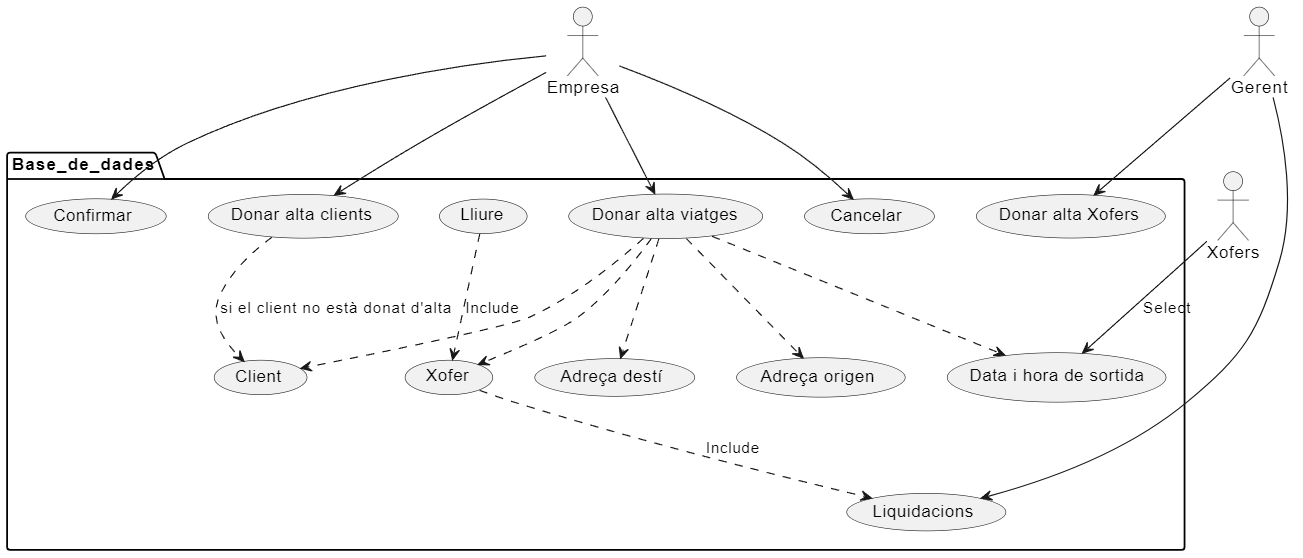 Empresa
Gerent
Base_de_dades
Xofers
Confirmar
Donar alta clients
Lliure
Donar alta viatges
Cancelar
Donar alta Xofers
si el client no està donat d'alta
Include
Select
Client
Xofer
Adreça destí
Adreça origen
Data i hora de sortida
Include
Liquidacions